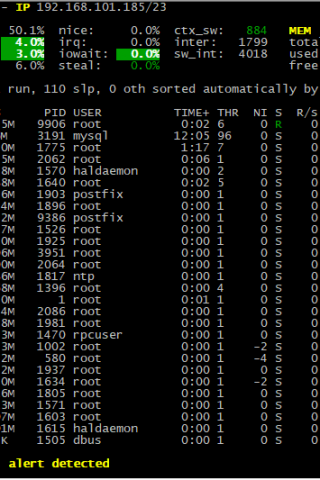 - IP 192.168.101.185/23
50.1% nice: 0.0% ctx_sw: 884 MEM
4.0% irq: 0.0% inter: 1799 tota
3.0% iowait: 0.0% sw_int: 4018 used
6.0% steal: 0.0% free
run, 110 slp, 0 oth sorted automatically by
PID USER TIME+ THR NI S R/S
5M 9906 root 0:02 6 0 R 0
M 3191 mysql 12:05 96 0 S 0
0M 1775 root 1:17 7 0 S 0
5M 2062 root 0:06 1 0 S 0
8M 1570 haldaemon 0:00 2 0 S 0
8M 1640 root 0:02 5 0 S 0
6M 1903 postfix 0:00 1 0 S 0
4M 1896 root 0:00 1 0 S 0
2M 9386 postfix 0:00 1 0 S 0
7M 1526 root 0:00 1 0 S 0
0M 1925 root 0:00 1 0 S 0
6M 3951 root 0:00 1 0 S 0
0M 2064 root 0:00 1 0 S 0
6M 1817 ntp 0:00 1 0 S 0
8M 1396 root 0:00 4 0 S 0
0M 1 root 0:01 1 0 S 0
4M 2086 root 0:00 1 0 S 0
8M 1981 root 0:00 1 0 S 0
3M 1470 rpcuser 0:00 1 0 S 0
3M 1002 root 0:00 1 -2 S 0
2M 580 root 0:00 1 -4 S 0
2M 1937 root 0:00 1 0 S 0
0M 1634 root 0:00 1 -2 S 0
6M 1805 root 0:00 1 0 S 0
3M 1571 root 0:00 1 0 S 0
7M 1603 root 0:00 1 0 S 0
1M 1615 haldaemon 0:00 1 0 S 0
K 1505 dbus 0:00 1 0 S 0
alert detected